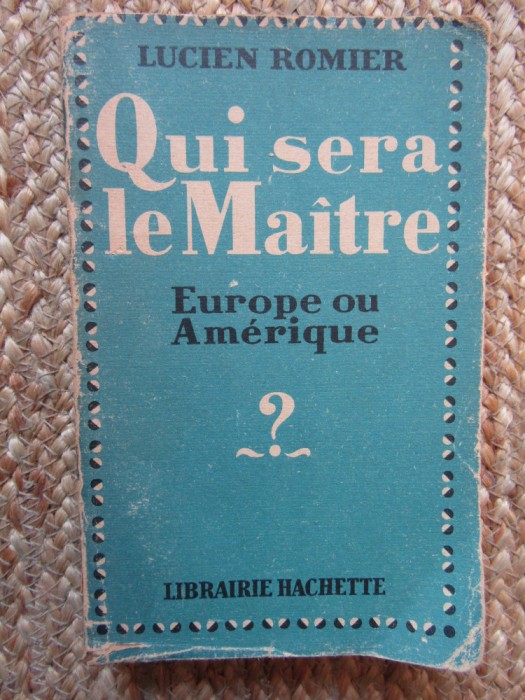 LUCIEN ROMIER
Qui sera
le Maître
Europe ou
Amérique
?
LIBRAIRIE HACHETTE